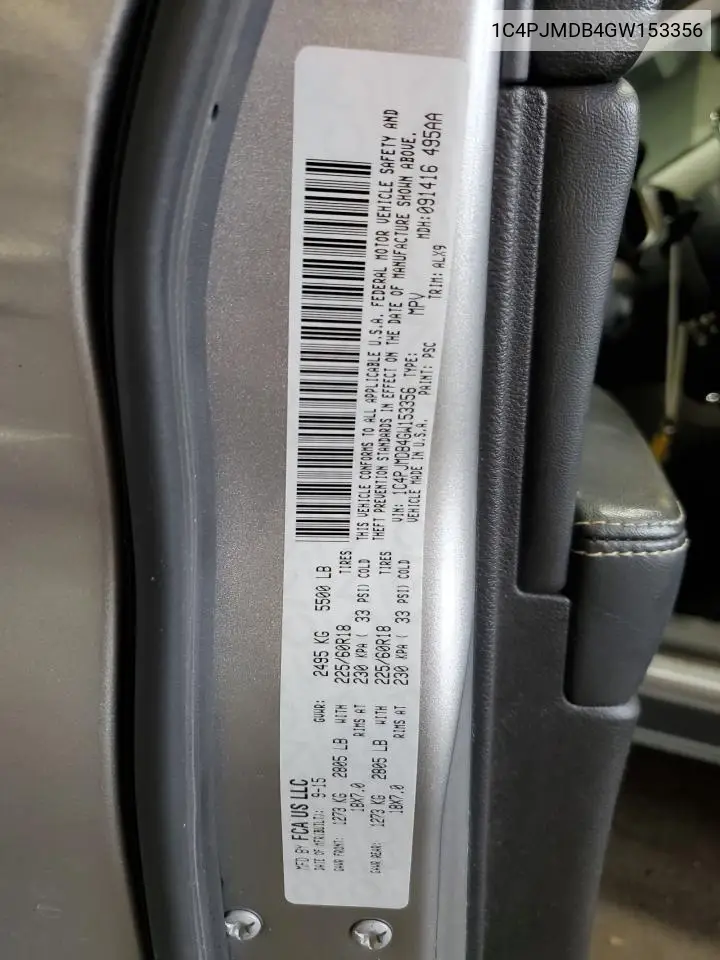 1C4PJMDB4GW153356
MFD BY FCA US LLC
DATE OF MFR(BUILT): 9-15 GVWR: 2495 KG 5500 LB
GAWR FRONT: 1273 KG 2805 LB WITH 225/60R18 TIRES
18X7.0 RIMS AT 230 KPA ( 33 PSI) COLD
GAWR REAR: 1273 KG 2805 LB WITH 225/60R18 TIRES
18X7.0 RIMS AT 230 KPA ( 33 PSI) COLD
THIS VEHICLE CONFORMS TO ALL APPLICABLE U.S.A. FEDERAL MOTOR VEHICLE SAFETY AND
THEFT PREVENTION STANDARDS IN EFFECT ON THE DATE OF MANUFACTURE SHOWN ABOVE.
VIN: 1C4PJMDB4GW153356 TYPE: MPV MDH:091416 495AA
VEHICLE MADE IN U.S.A. PAINT: PSC TRIM: ALX9